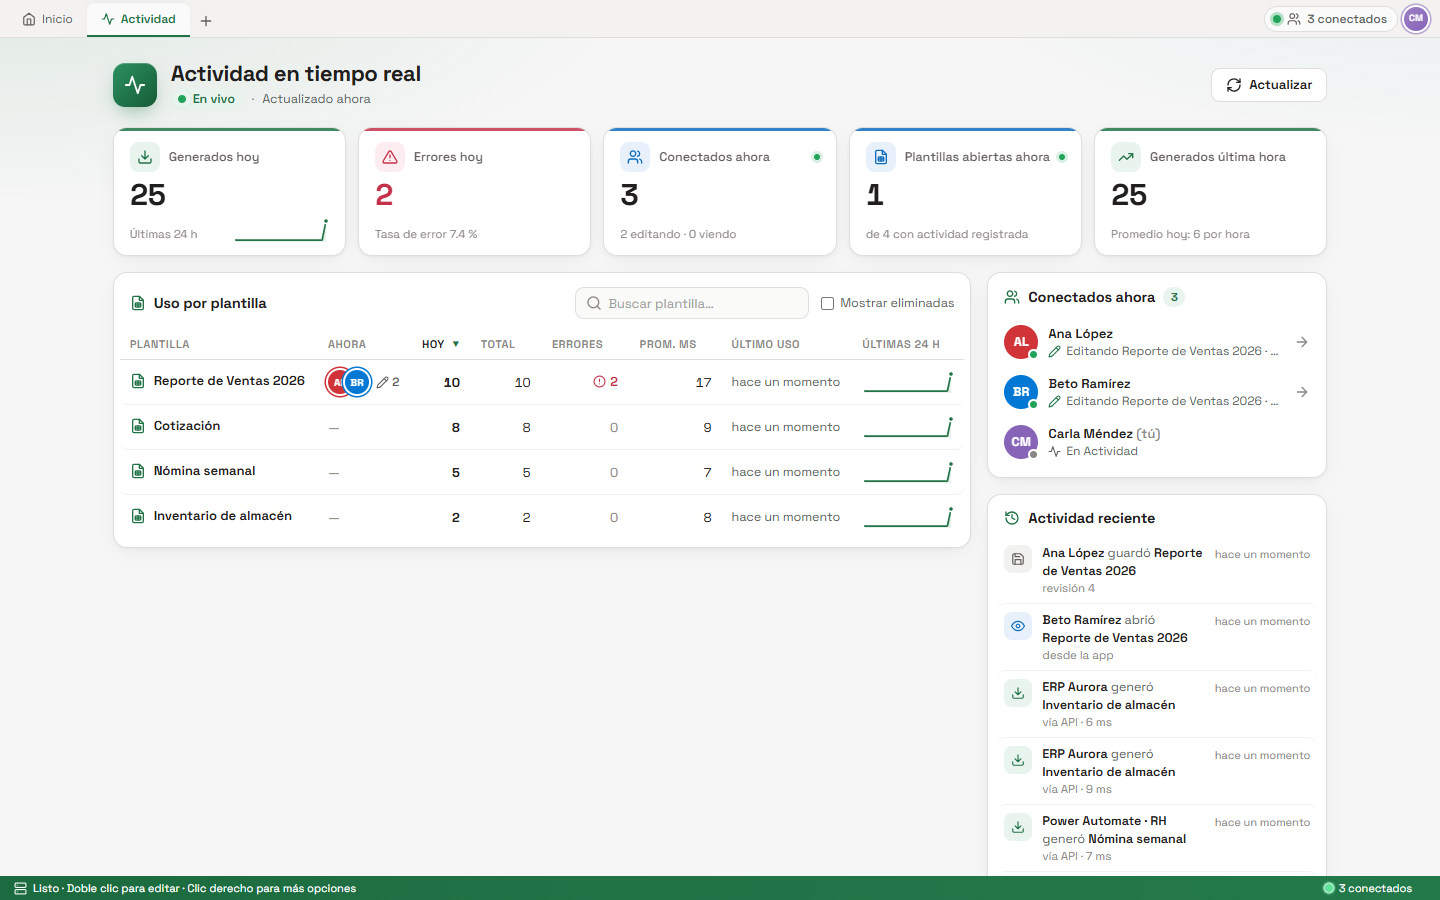 Inicio
Actividad
3 conectados
CM
Actividad en tiempo real
En vivo · Actualizado ahora
Actualizar
Generados hoy
25
Últimas 24 h
Errores hoy
2
Tasa de error 7.4 %
Conectados ahora
3
2 editando · 0 viendo
Plantillas abiertas ahora
1
de 4 con actividad registrada
Generados última hora
25
Promedio hoy: 6 por hora
Uso por plantilla
Buscar plantilla...
Mostrar eliminadas
PLANTILLA AHORA HOY ▼ TOTAL ERRORES PROM. MS ÚLTIMO USO ÚLTIMAS 24 H
Reporte de Ventas 2026 BR 2 10 10 2 17 hace un momento
Cotización — 8 8 0 9 hace un momento
Nómina semanal — 5 5 0 7 hace un momento
Inventario de almacén — 2 2 0 8 hace un momento
Conectados ahora 3
AL
Ana López
Editando Reporte de Ventas 2026 · ...
BR
Beto Ramírez
Editando Reporte de Ventas 2026 · ...
CM
Carla Méndez (tú)
En Actividad
Actividad reciente
Ana López guardó Reporte hace un momento
de Ventas 2026
revisión 4
Beto Ramírez abrió hace un momento
Reporte de Ventas 2026
desde la app
ERP Aurora generó hace un momento
Inventario de almacén
vía API · 6 ms
ERP Aurora generó hace un momento
Inventario de almacén
vía API · 9 ms
Power Automate · RH hace un momento
generó Nómina semanal
vía API · 7 ms
Listo · Doble clic para editar · Clic derecho para más opciones
3 conectados